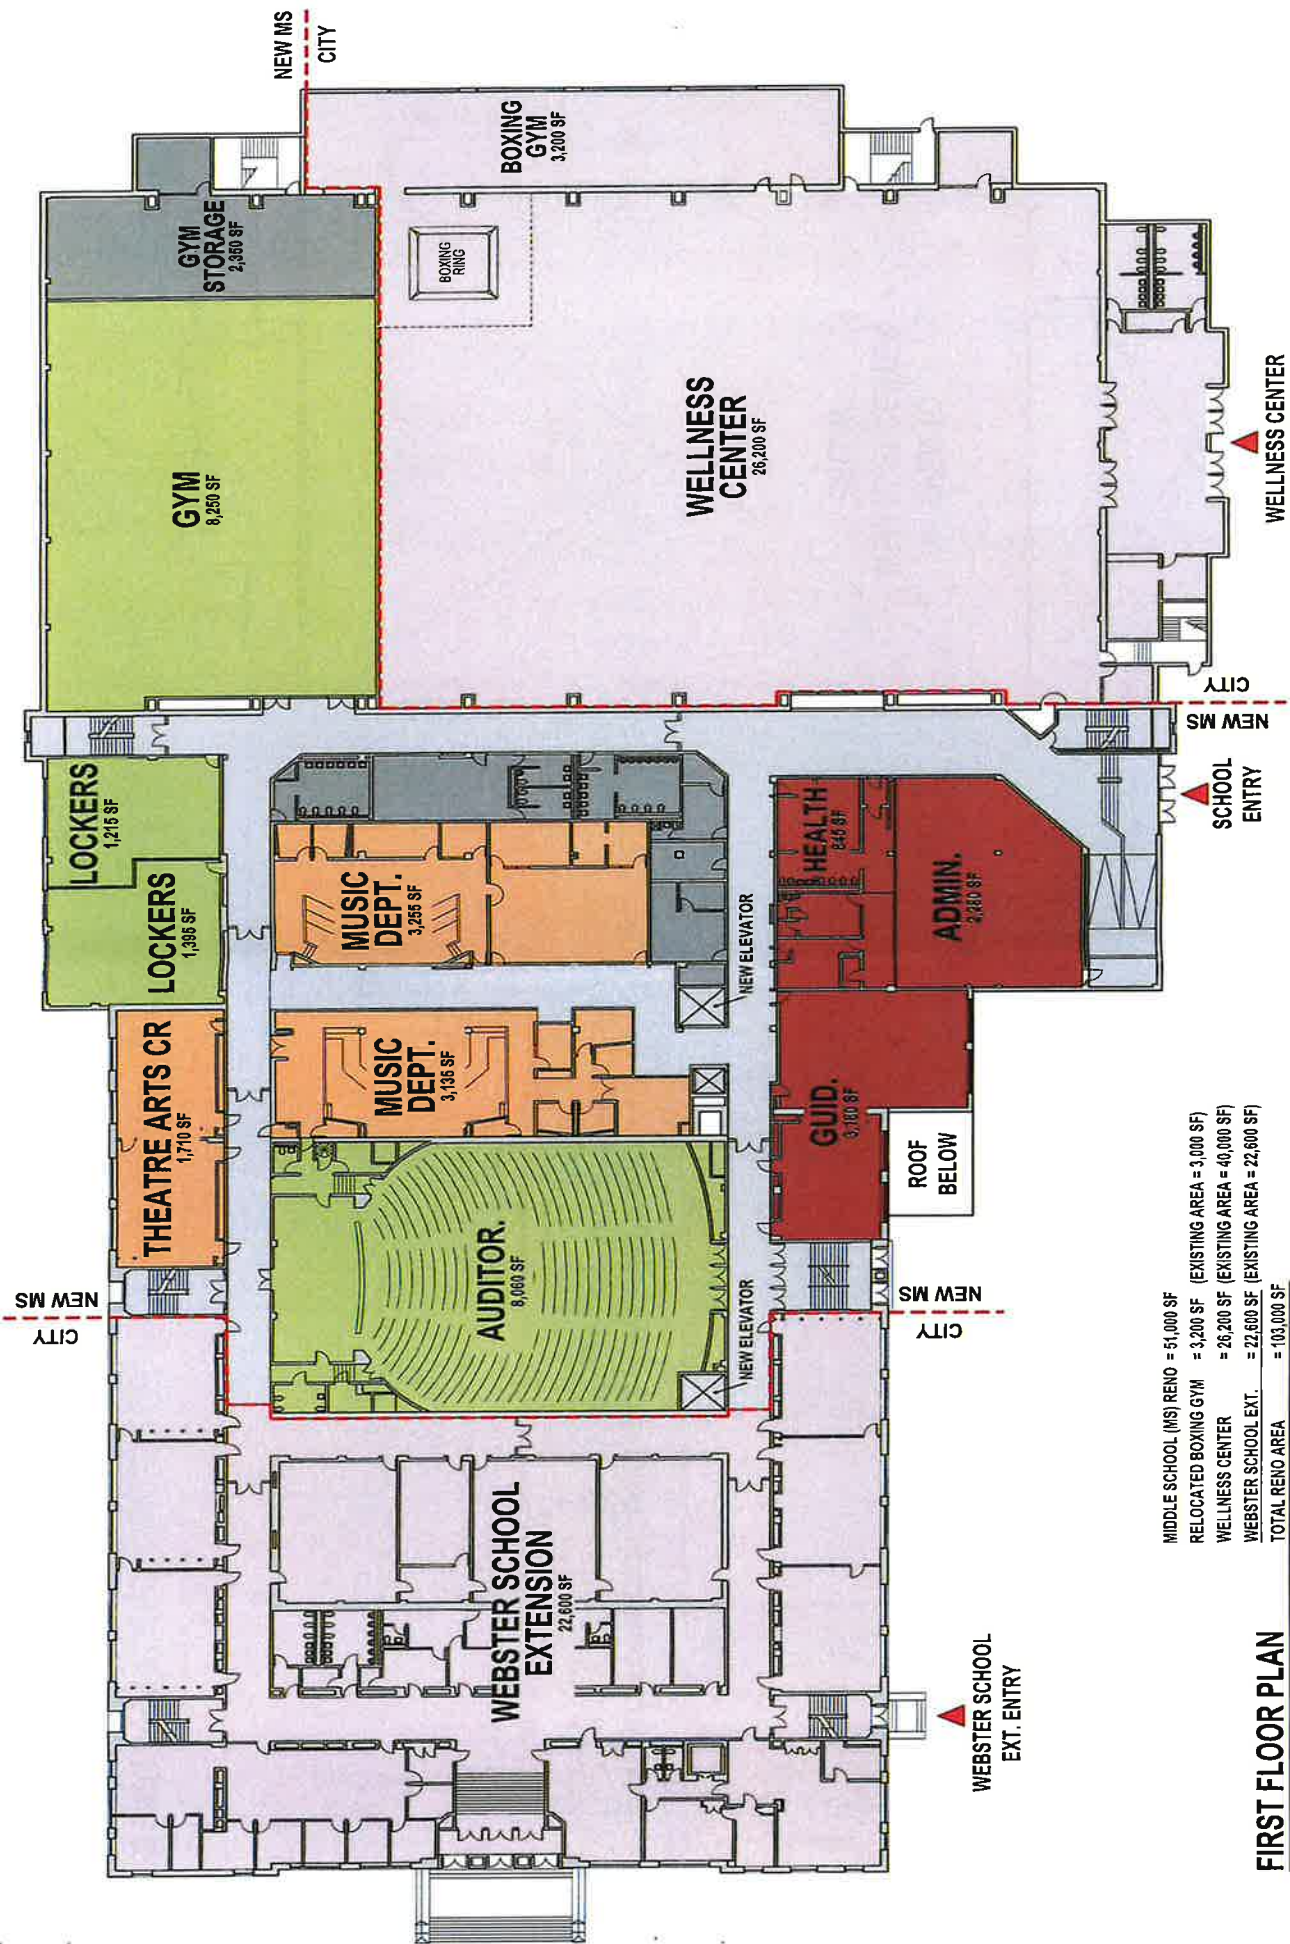 NEW MS
CITY
BOXING
GYM
3,200 SF
GYM
STORAGE
2,350 SF
BOXING
RING
GYM
8,250 SF
WELLNESS
CENTER
26,200 SF
WELLNESS CENTER
CITY
NEW MS
SCHOOL
ENTRY
LOCKERS
1,215 SF
LOCKERS
1,395 SF
MUSIC
DEPT.
3,255 SF
HEALTH
845 SF
ADMIN.
NEW ELEVATOR
THEATRE ARTS CR
1,710 SF
MUSIC
DEPT.
3,135 SF
GUID.
3,160 SF
ROOF
BELOW
AUDITOR.
8,060 SF
NEW ELEVATOR
NEW MS
CITY
NEW MS
CITY
WEBSTER SCHOOL
EXTENSION
22,600 SF
WEBSTER SCHOOL
EXT. ENTRY
MIDDLE SCHOOL (MS) RENO = 51,000 SF
RELOCATED BOXING GYM = 3,200 SF (EXISTING AREA = 3,000 SF)
WELLNESS CENTER = 26,200 SF (EXISTING AREA = 40,000 SF)
WEBSTER SCHOOL EXT. = 22,600 SF (EXISTING AREA = 22,600 SF)
TOTAL RENO AREA = 103,000 SF
FIRST FLOOR PLAN